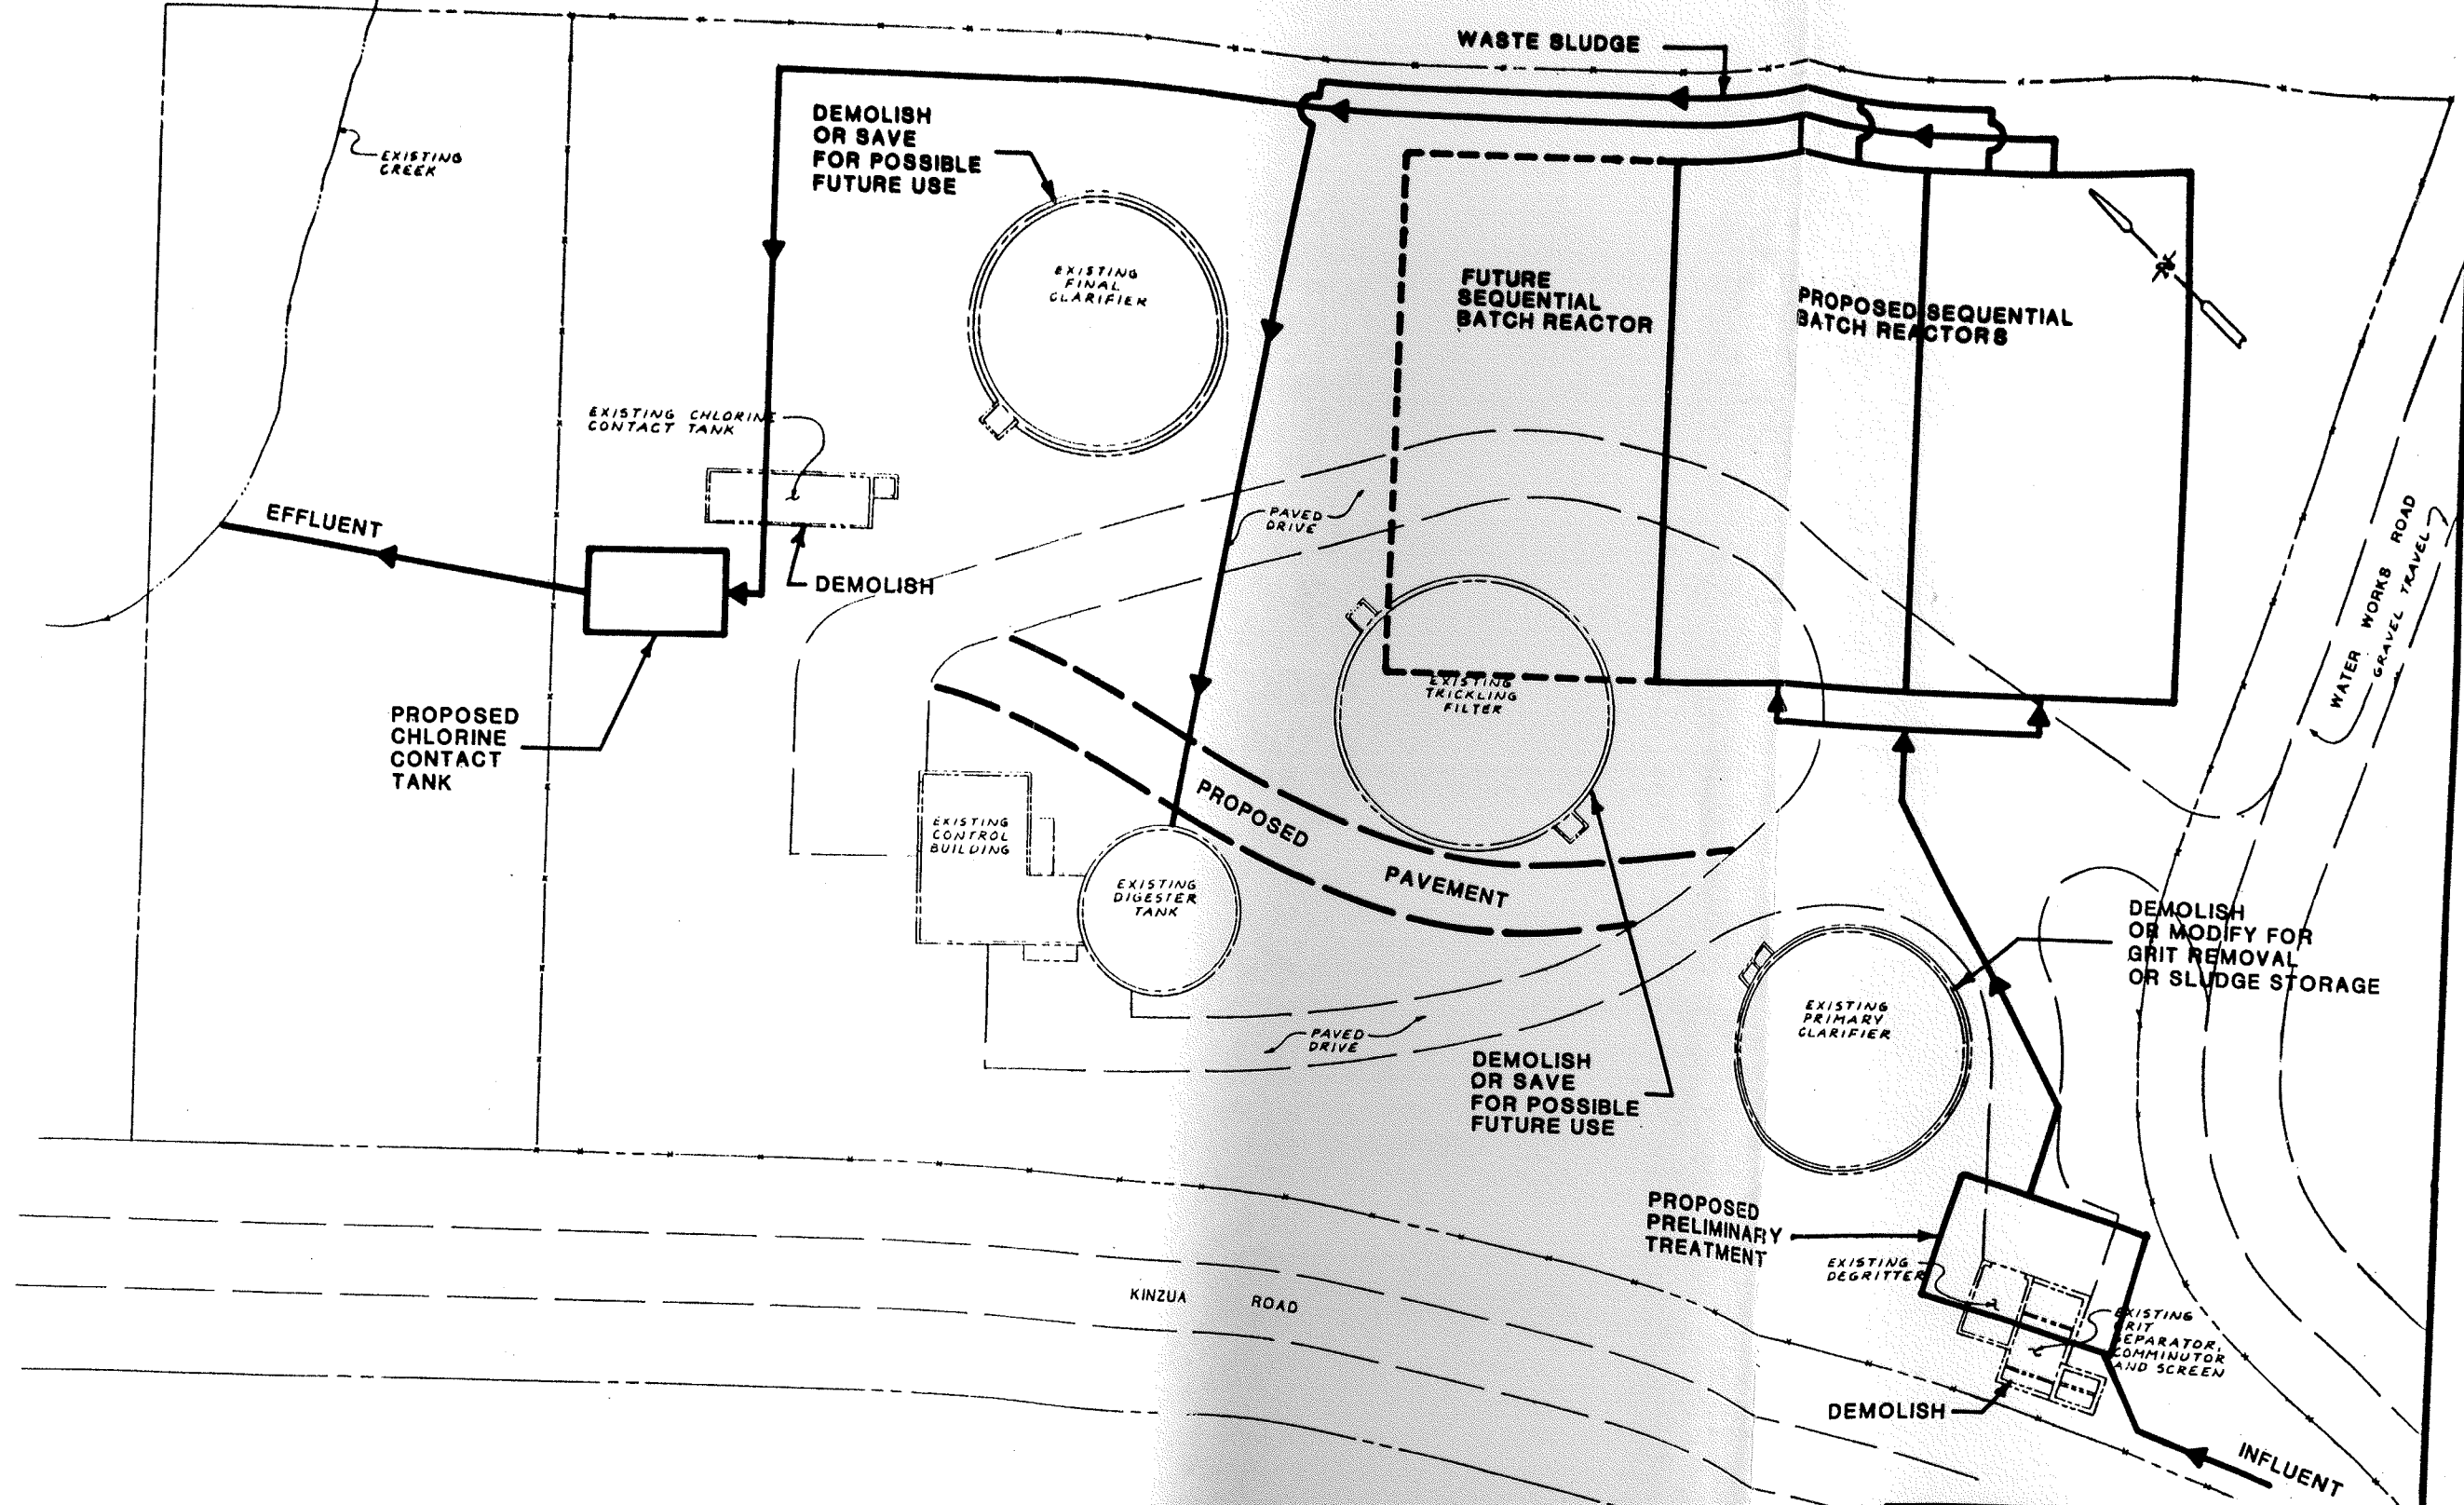 WASTE SLUDGE
DEMOLISH
OR SAVE
FOR POSSIBLE
FUTURE USE
EXISTING
CREEK
EXISTING
FINAL
CLARIFIER
FUTURE
SEQUENTIAL
BATCH REACTOR
PROPOSED SEQUENTIAL
BATCH REACTORS
EXISTING CHLORINE
CONTACT TANK
EFFLUENT
DEMOLISH
PAVED
DRIVE
WATER WORKS ROAD
GRAVEL TRAVEL
EXISTING
TRICKLING
FILTER
PROPOSED
CHLORINE
CONTACT
TANK
PROPOSED
PAVEMENT
EXISTING
CONTROL
BUILDING
EXISTING
DIGESTER
TANK
DEMOLISH
OR MODIFY FOR
GRIT REMOVAL
OR SLUDGE STORAGE
EXISTING
PRIMARY
CLARIFIER
PAVED
DRIVE
DEMOLISH
OR SAVE
FOR POSSIBLE
FUTURE USE
PROPOSED
PRELIMINARY
TREATMENT
EXISTING
DEGRITTER
EXISTING
GRIT
SEPARATOR,
COMMINUTOR
AND SCREEN
KINZUA ROAD
DEMOLISH
INFLUENT